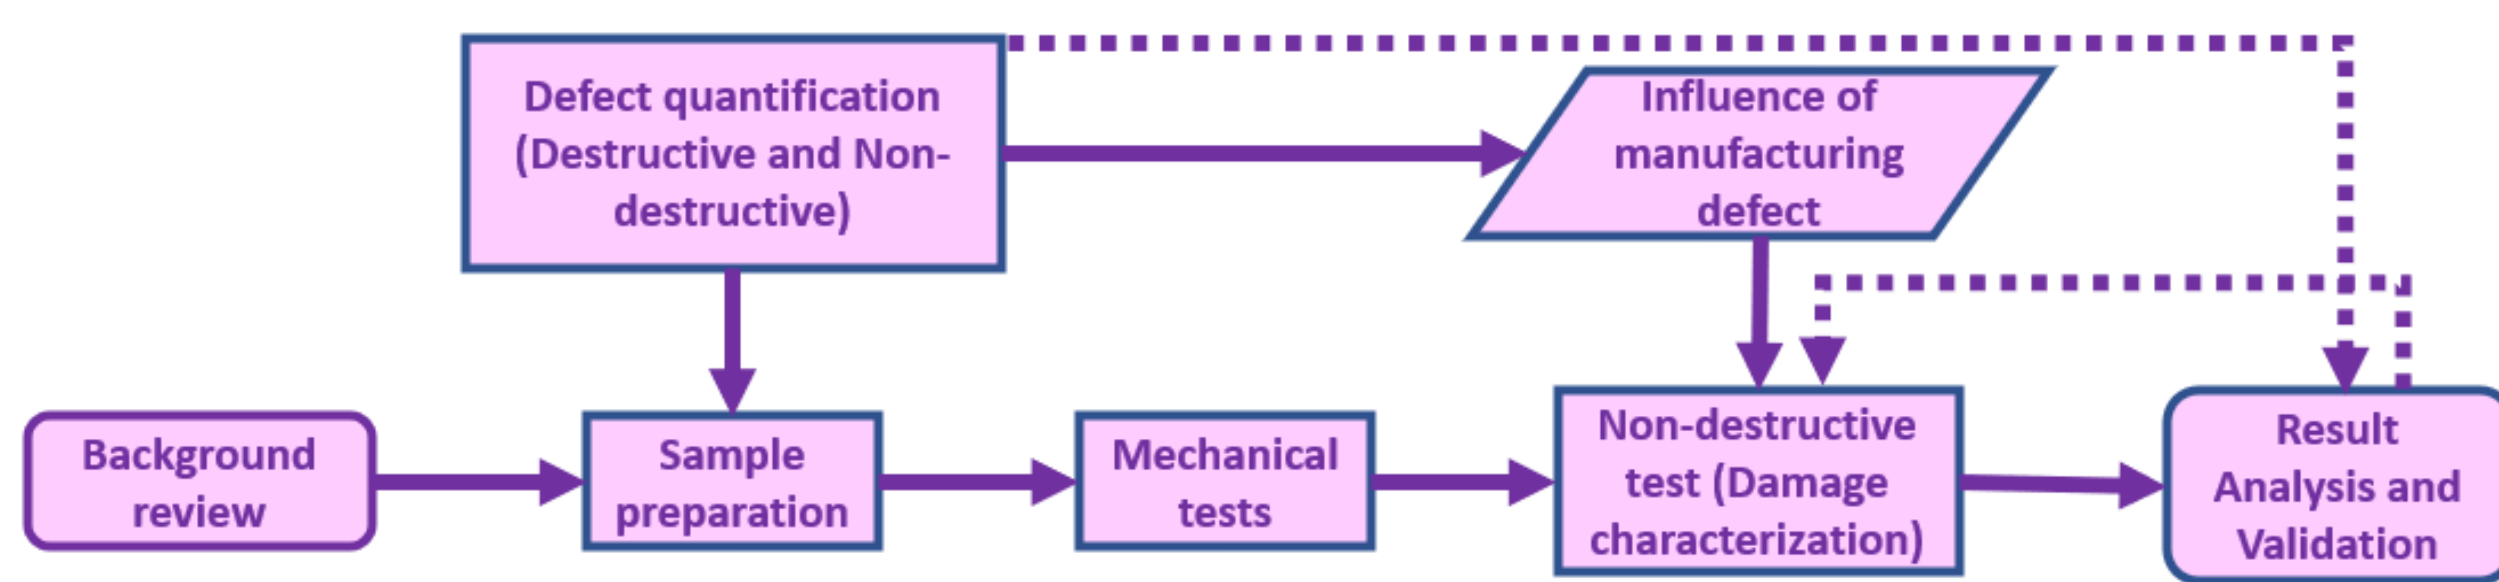 Defect quantification
(Destructive and Non-
destructive)
Influence of
manufacturing
defect
Background
review
Sample
preparation
Mechanical
tests
Non-destructive
test (Damage
characterization)
Result
Analysis and
Validation